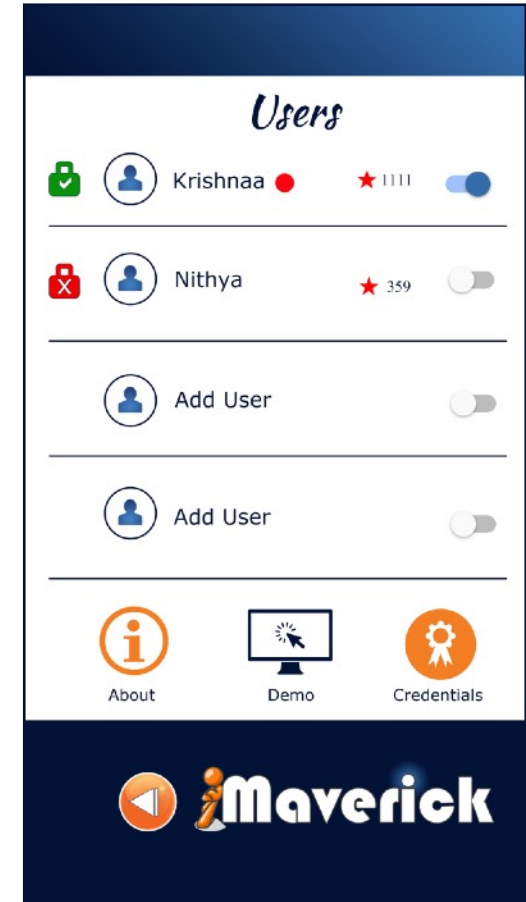 Users
Krishnaa 1111
Nithya 359
Add User
Add User
About Demo Credentials
iMaverick